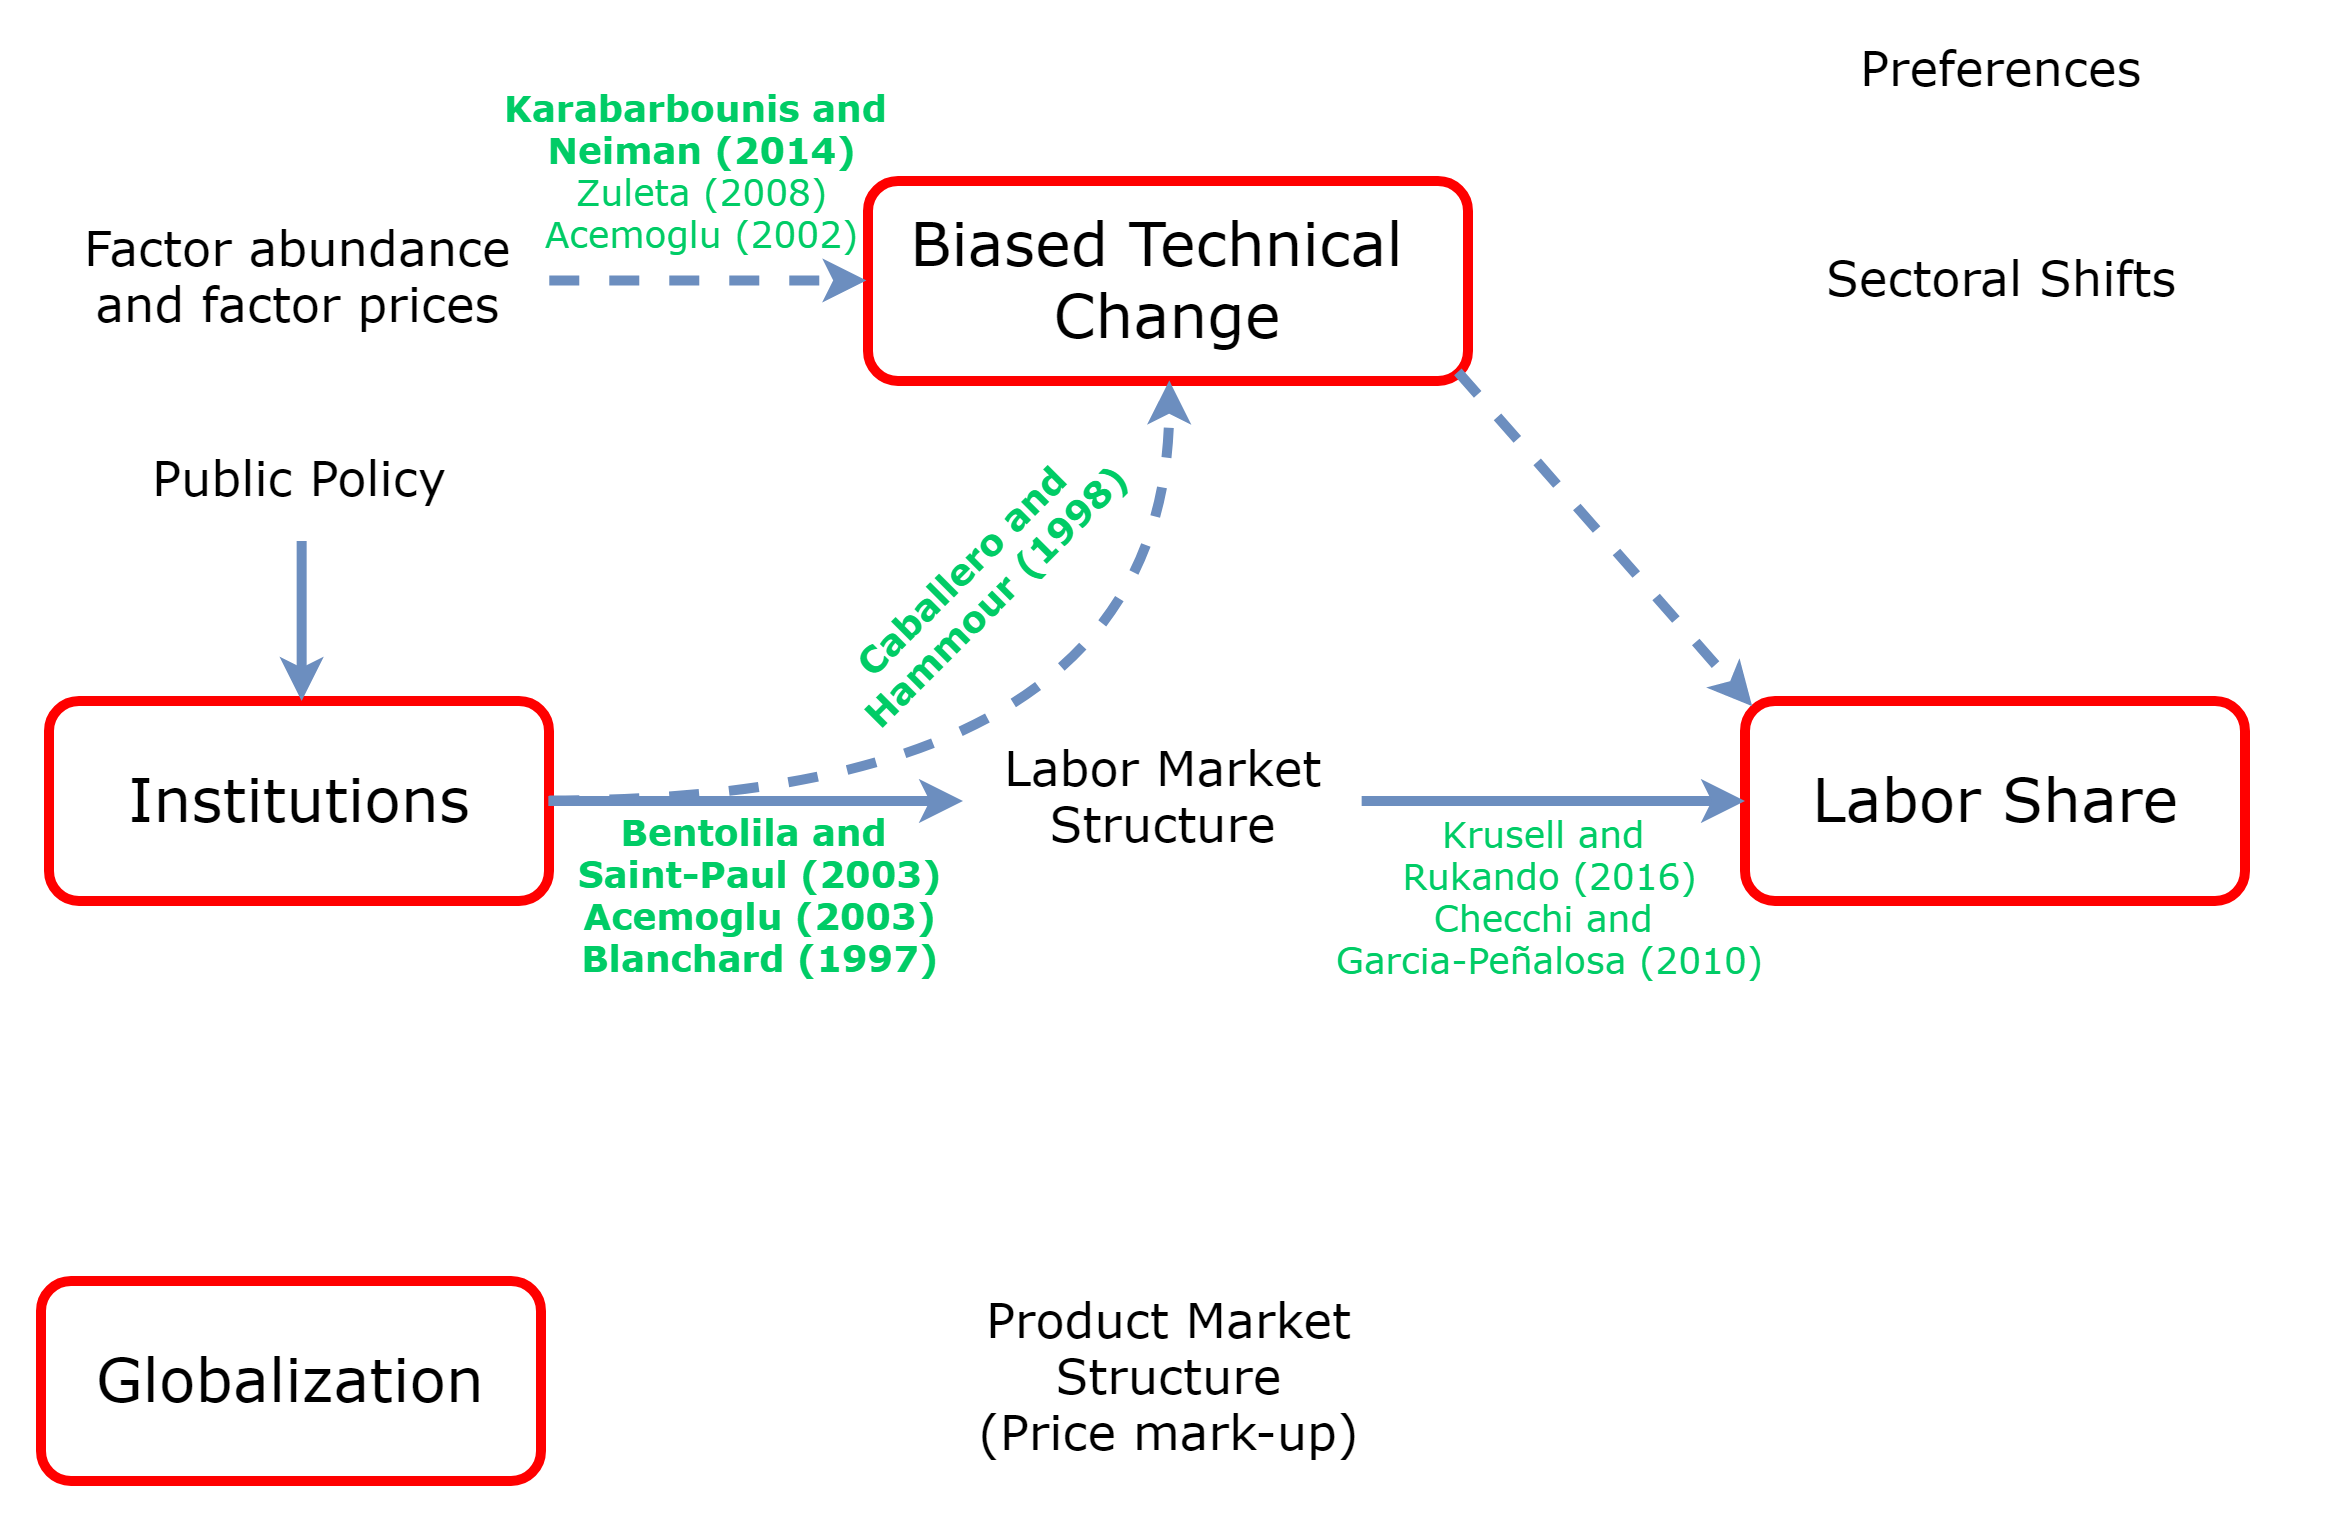 Preferences
Karabarbounis and
Neiman (2014)
Zuleta (2008)
Acemoglu (2002)
Factor abundance
and factor prices
Biased Technical
Change
Sectoral Shifts
Public Policy
Caballero and
Hammour (1998)
Institutions
Labor Market
Structure
Labor Share
Bentolila and
Saint-Paul (2003)
Acemoglu (2003)
Blanchard (1997)
Krusell and
Rukando (2016)
Checchi and
Garcia-Peñalosa (2010)
Globalization
Product Market
Structure
(Price mark-up)